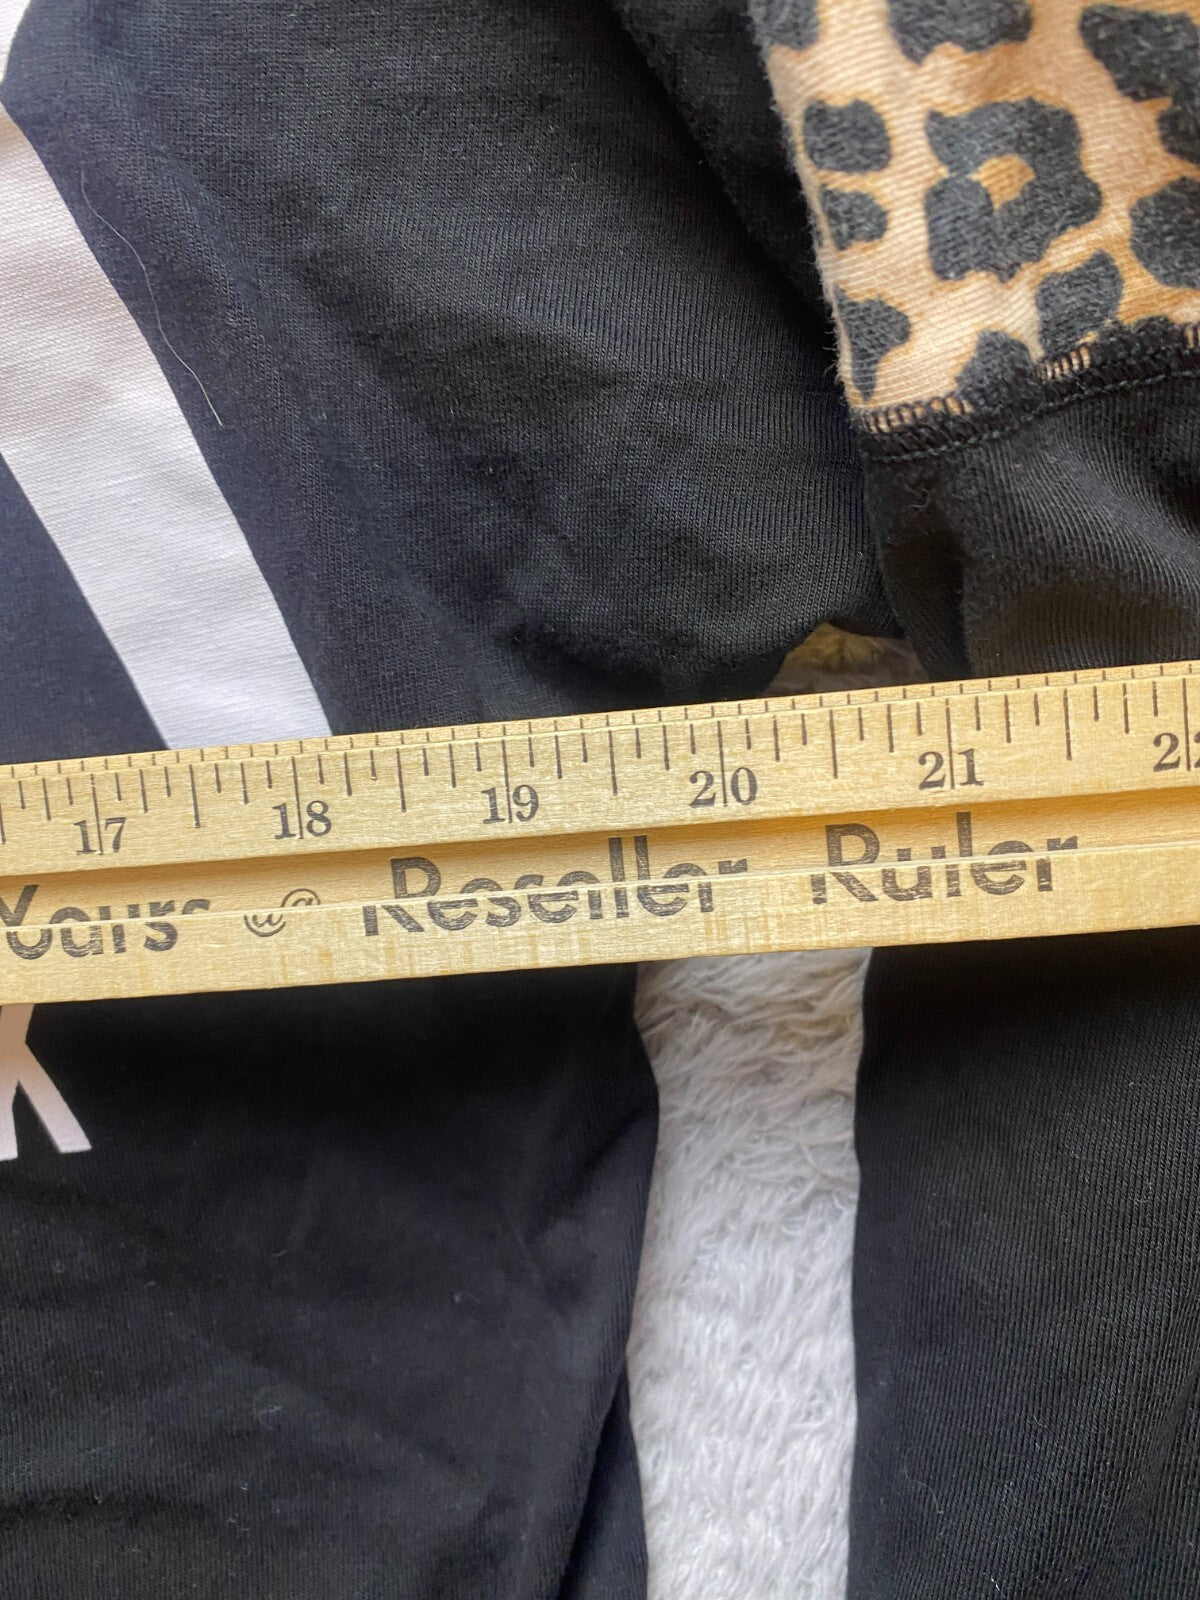 17 18 19 20 21 22
Yours @ Reseller Ruler
X